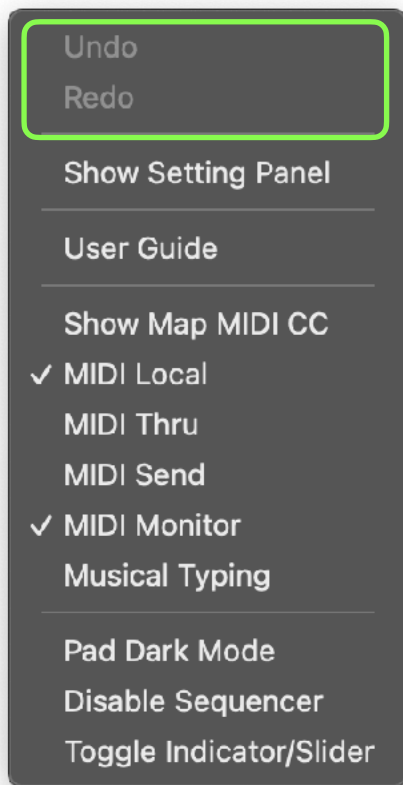 Undo
Redo
Show Setting Panel
User Guide
Show Map MIDI CC
✓ MIDI Local
MIDI Thru
MIDI Send
✓ MIDI Monitor
Musical Typing
Pad Dark Mode
Disable Sequencer
Toggle Indicator/Slider